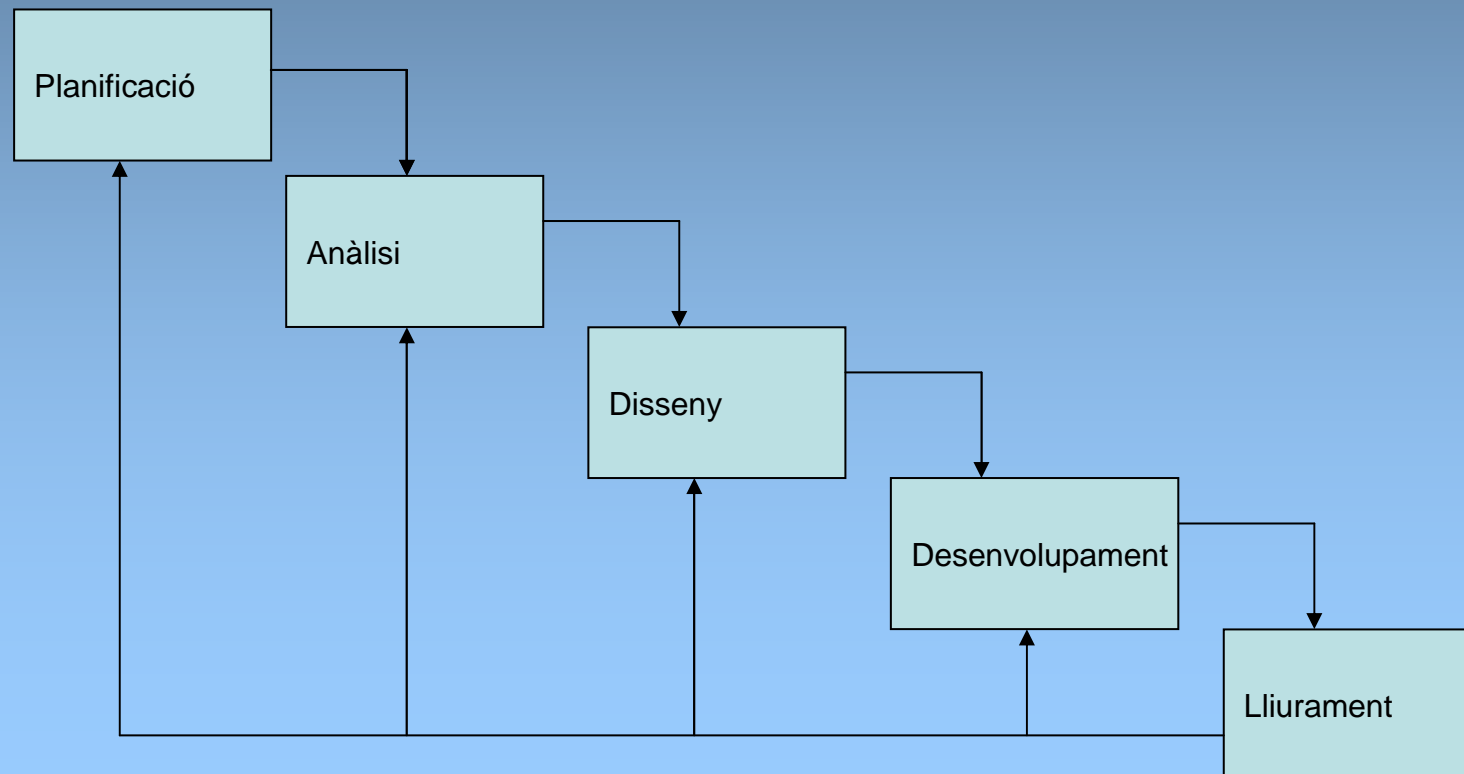 Planificació
Anàlisi
Disseny
Desenvolupament
Lliurament